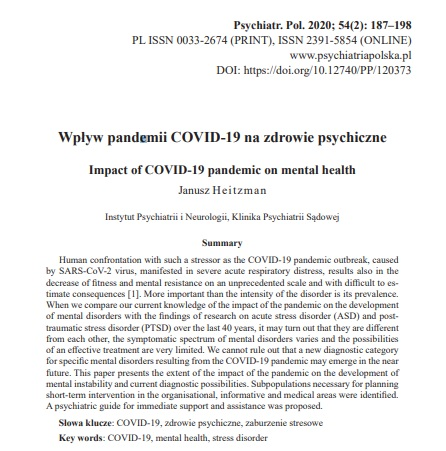 Psychiatr. Pol. 2020; 54(2): 187–198
PL ISSN 0033-2674 (PRINT), ISSN 2391-5854 (ONLINE)
www.psychiatriapolska.pl
DOI: https://doi.org/10.12740/PP/120373
Wpływ pandemii COVID-19 na zdrowie psychiczne
Impact of COVID-19 pandemic on mental health
Janusz Heitzman
Instytut Psychiatrii i Neurologii, Klinika Psychiatrii Sądowej
Summary
Human confrontation with such a stressor as the COVID-19 pandemic outbreak, caused
by SARS-CoV-2 virus, manifested in severe acute respiratory distress, results also in the
decrease of fitness and mental resistance on an unprecedented scale and with difficult to es-
timate consequences [1]. More important than the intensity of the disorder is its prevalence.
When we compare our current knowledge of the impact of the pandemic on the development
of mental disorders with the findings of research on acute stress disorder (ASD) and post-
traumatic stress disorder (PTSD) over the last 40 years, it may turn out that they are different
from each other, the symptomatic spectrum of mental disorders varies and the possibilities
of an effective treatment are very limited. We cannot rule out that a new diagnostic category
for specific mental disorders resulting from the COVID-19 pandemic may emerge in the near
future. This paper presents the extent of the impact of the pandemic on the development of
mental instability and current diagnostic possibilities. Subpopulations necessary for planning
short-term intervention in the organisational, informative and medical areas were identified.
A psychiatric guide for immediate support and assistance was proposed.
Słowa klucze: COVID-19, zdrowie psychiczne, zaburzenie stresowe
Key words: COVID-19, mental health, stress disorder